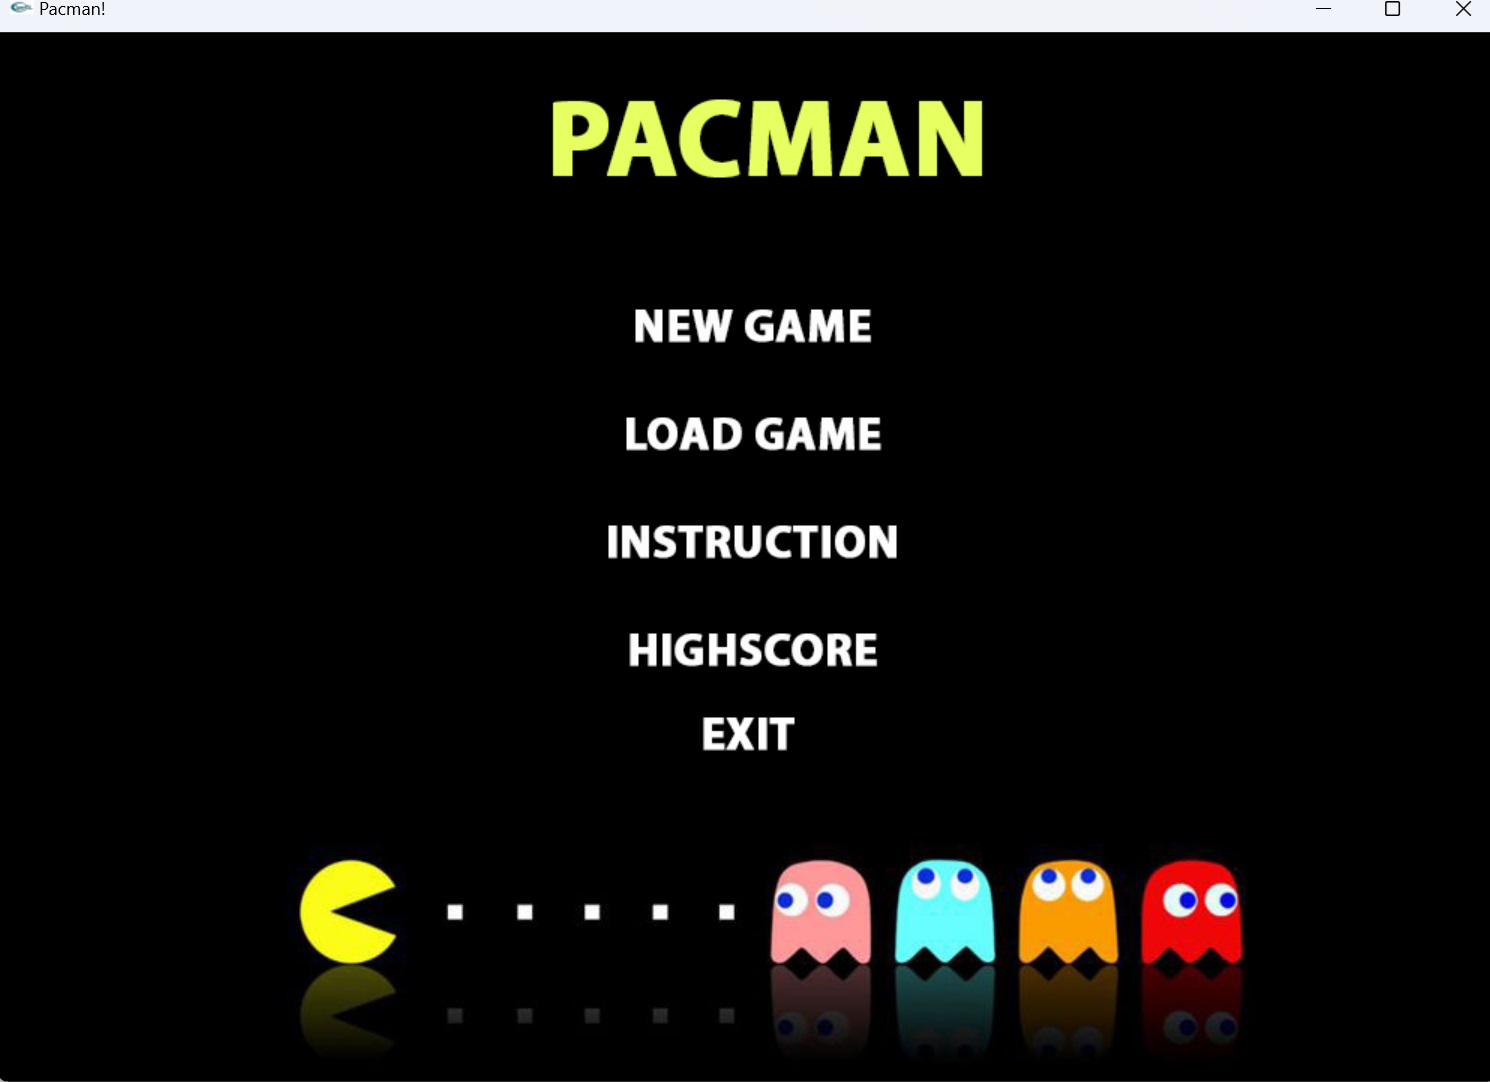 Pacman!
PACMAN
NEW GAME
LOAD GAME
INSTRUCTION
HIGHSCORE
EXIT